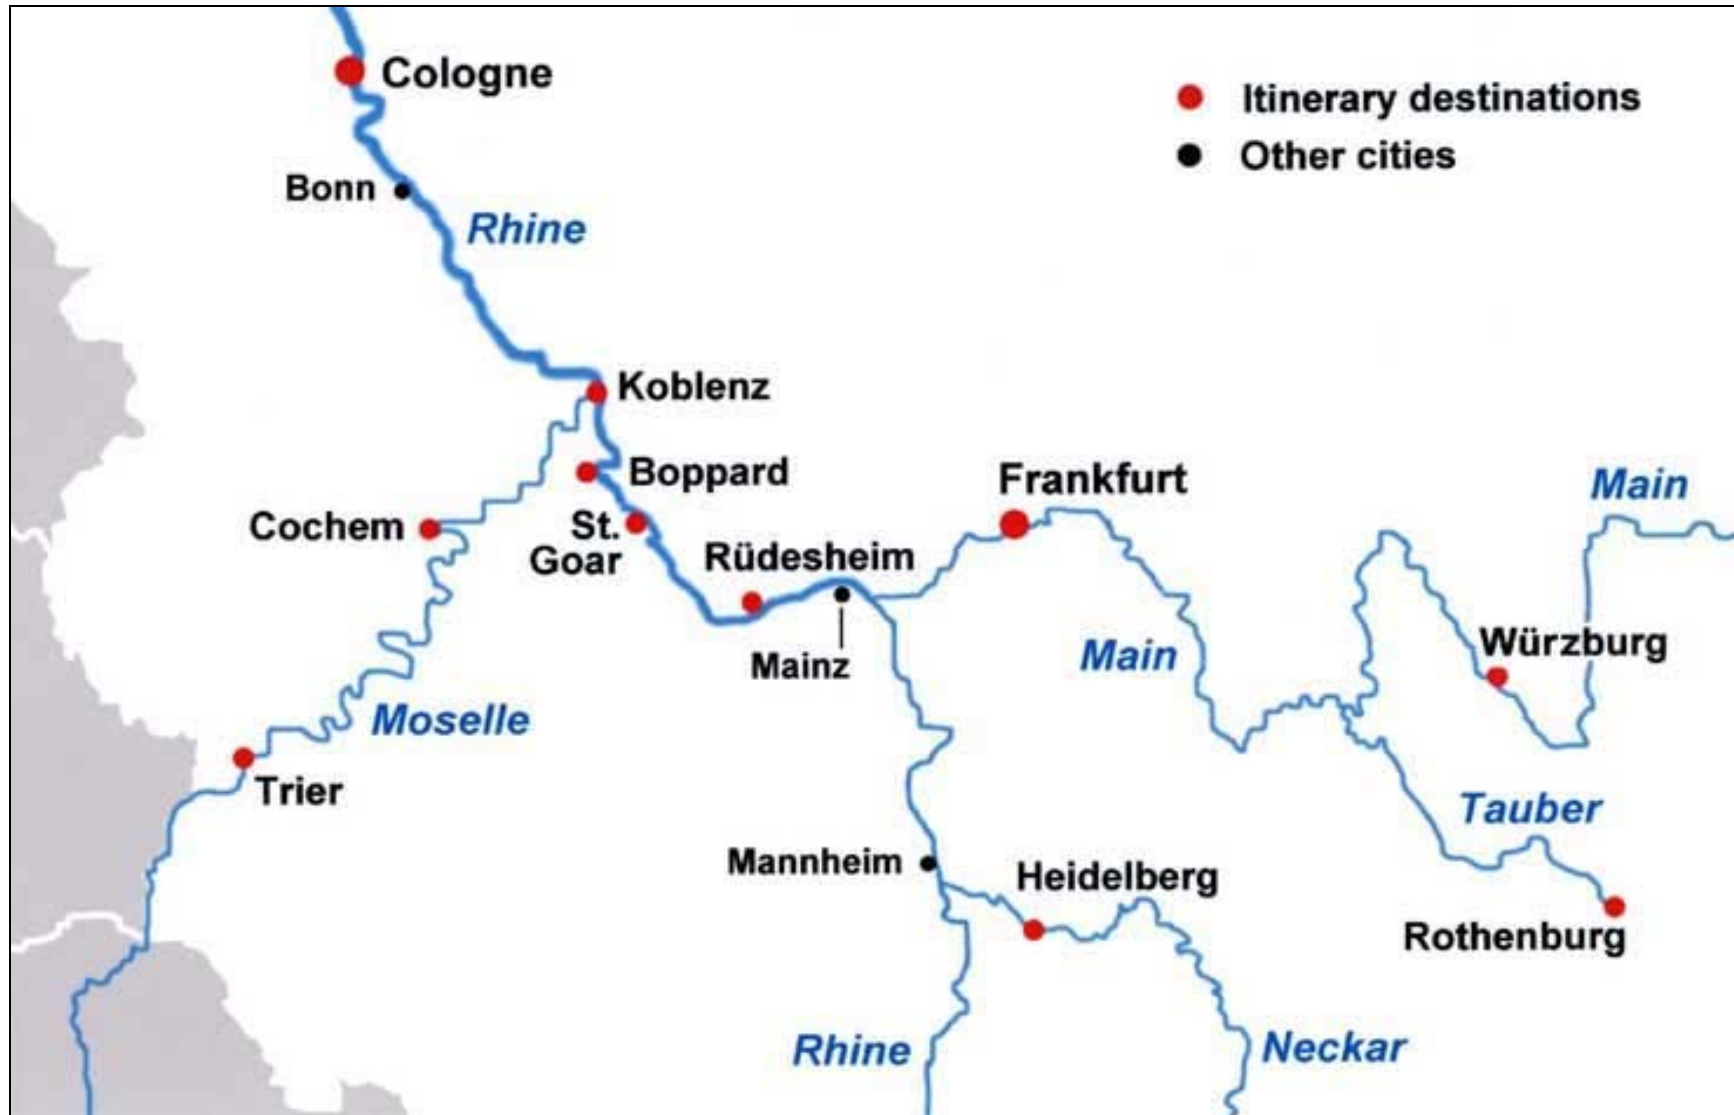 Cologne
Itinerary destinations
Other cities
Bonn
Rhine
Koblenz
Boppard
Frankfurt
Main
Cochem
St.
Goar
Rüdesheim
Würzburg
Main
Mainz
Moselle
Trier
Tauber
Mannheim
Heidelberg
Rothenburg
Rhine
Neckar